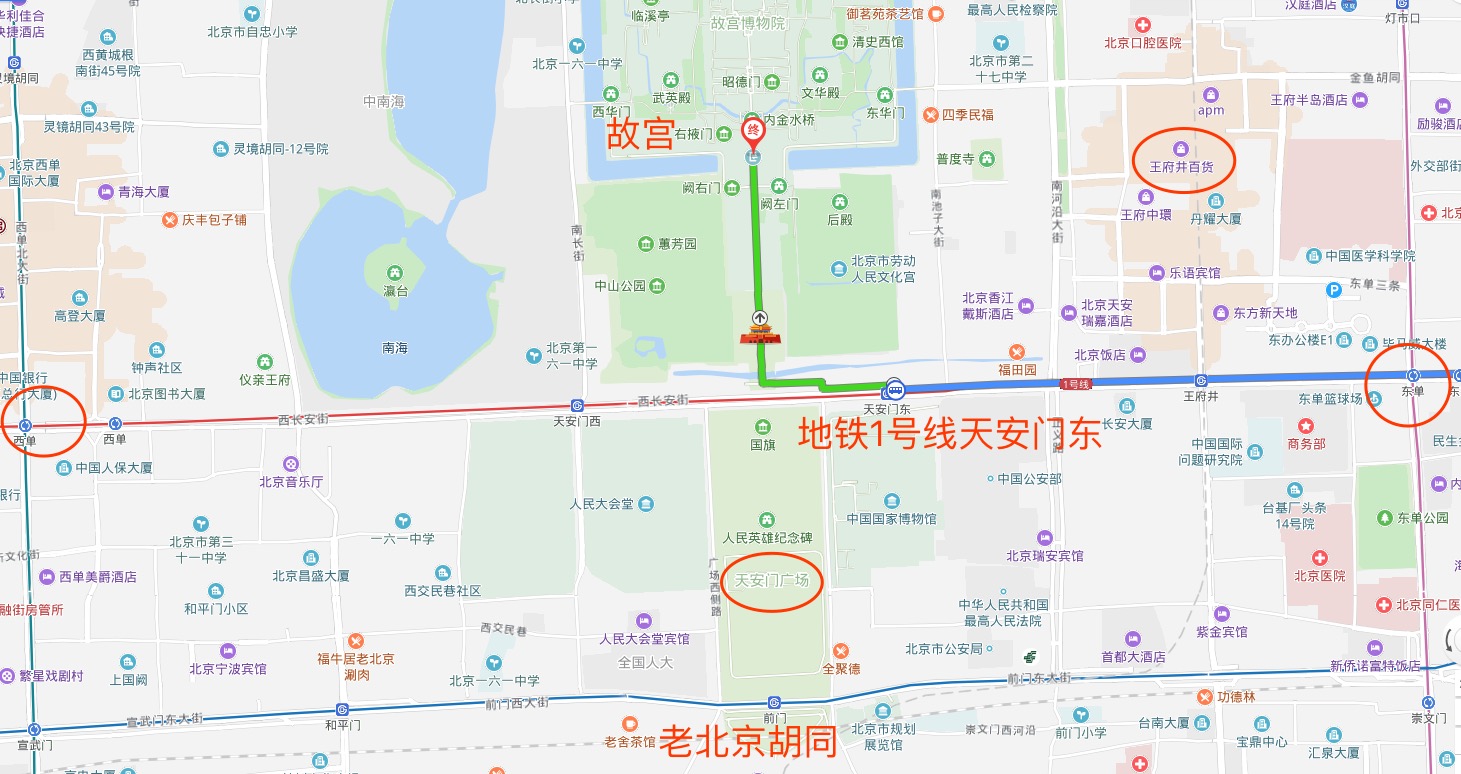 临溪亭
故宫博物院
御茗苑茶艺馆
最高人民检察院
汉庭酒店
灯市口
北京市自忠小学
清史西馆
北京口腔医院
西黄城根
南街45号院
北京一六一中学
北京市第二
十七中学
金鱼胡同
灵境胡同
中南海
昭德门
武英殿
文华殿
西华门
东华门
apm
王府半岛酒店
灵镜胡同43号院
四季民福
内金水桥
右掖门
故宫
终
灵镜胡同-12号院
普度寺
王府井百货
北京西单
国际大厦
青海大厦
阙右门
阙左门
王府中環
庆丰包子铺
后殿
丹耀大厦
南池子大街
南河沿大街
西单北大街
南长街
蕙芳园
中山公园
北京市劳动
人民文化宫
中国医学科学院
乐语宾馆
东单三条
P
瀛台
高登大厦
北京香江
戴斯酒店
北京天安
瑞嘉酒店
东方新天地
南海
钟声社区
仪亲王府
北京第一
六一中学
福田园
北京饭店
东办公楼E1
中国银行
总行大厦)
北京图书大厦
1号线
王府井
东单
东单篮球场
西长安街
西长安街
天安门西
天安门东
西单
西单
国旗
地铁1号线天安门东
长安大厦
正义路
商务部
中国国际
问题研究院
中国人保大厦
北京音乐厅
中国公安部
人民大会堂
中国国家博物馆
台基厂头条
14号院
东单公园
北京市第三
十一中学
一六一中学
人民英雄纪念碑
北京瑞安宾馆
西单美爵酒店
北京昌盛大厦
西交民巷社区
广场西侧路
天安门广场
北京医院
和平门小区
中华人民共和国
最高人民法院
北京同仁医
融街房管所
西交民巷
人民大会堂宾馆
紫金宾馆
全国人大
北京市公安局
首都大酒店
新侨诺富特饭店
北京宁波宾馆
福牛居老北京
涮肉
全聚德
繁星戏剧村
上国阙
北京一六一中学
前门东大街
功德林
宣武门东大街
和平门
前门西大街
前门
崇文门
宣武门
老舍茶馆
老北京胡同
北京市规划
展览馆
崇文门西河沿
前门小学
台南大厦
宝鼎中心
汇泉大厦